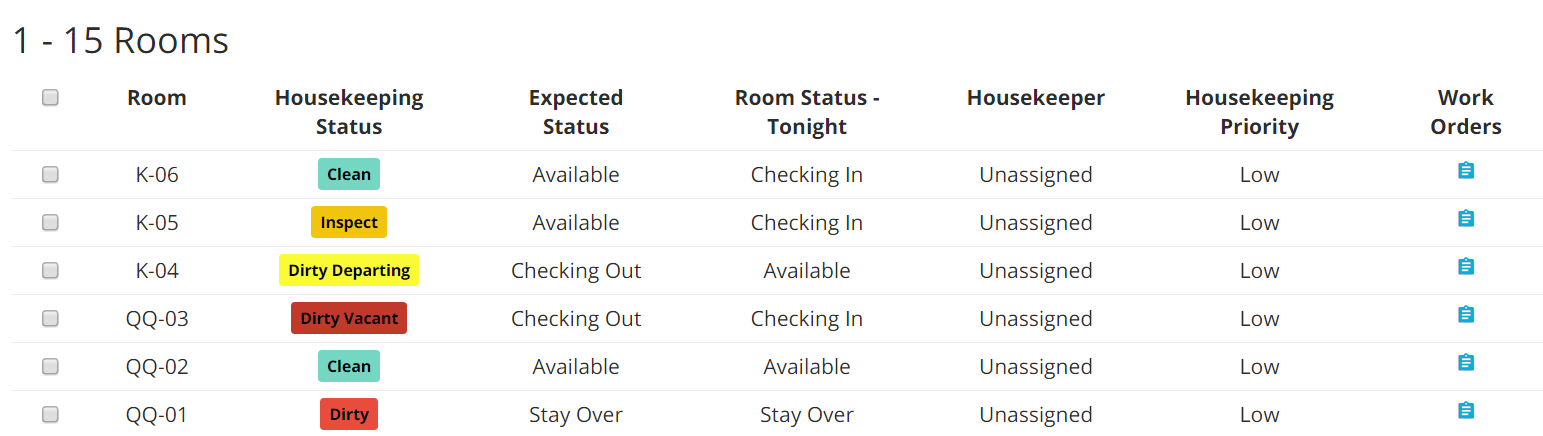 1 - 15 Rooms
Room Housekeeping Status Expected Status Room Status - Tonight Housekeeper Housekeeping Priority Work Orders
K-06 Clean Available Checking In Unassigned Low
K-05 Inspect Available Checking In Unassigned Low
K-04 Dirty Departing Checking Out Available Unassigned Low
QQ-03 Dirty Vacant Checking Out Checking In Unassigned Low
QQ-02 Clean Available Available Unassigned Low
QQ-01 Dirty Stay Over Stay Over Unassigned Low